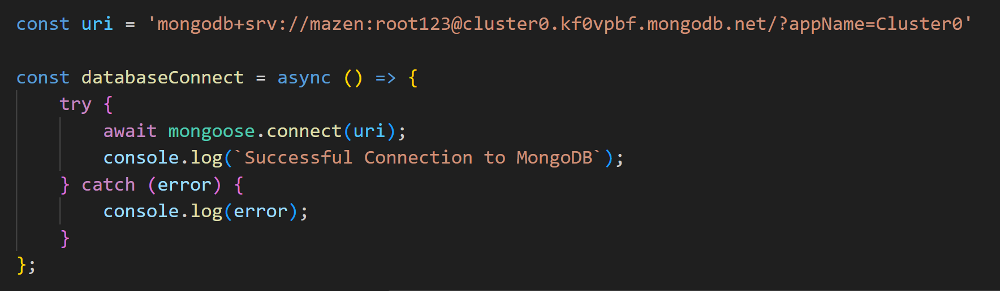 const uri = 'mongodb+srv://mazen:root123@cluster0.kf0vpbf.mongodb.net/?appName=Cluster0'
const databaseConnect = async () => {
    try {
        await mongoose.connect(uri);
        console.log(`Successful Connection to MongoDB`);
    } catch (error) {
        console.log(error);
    }
};